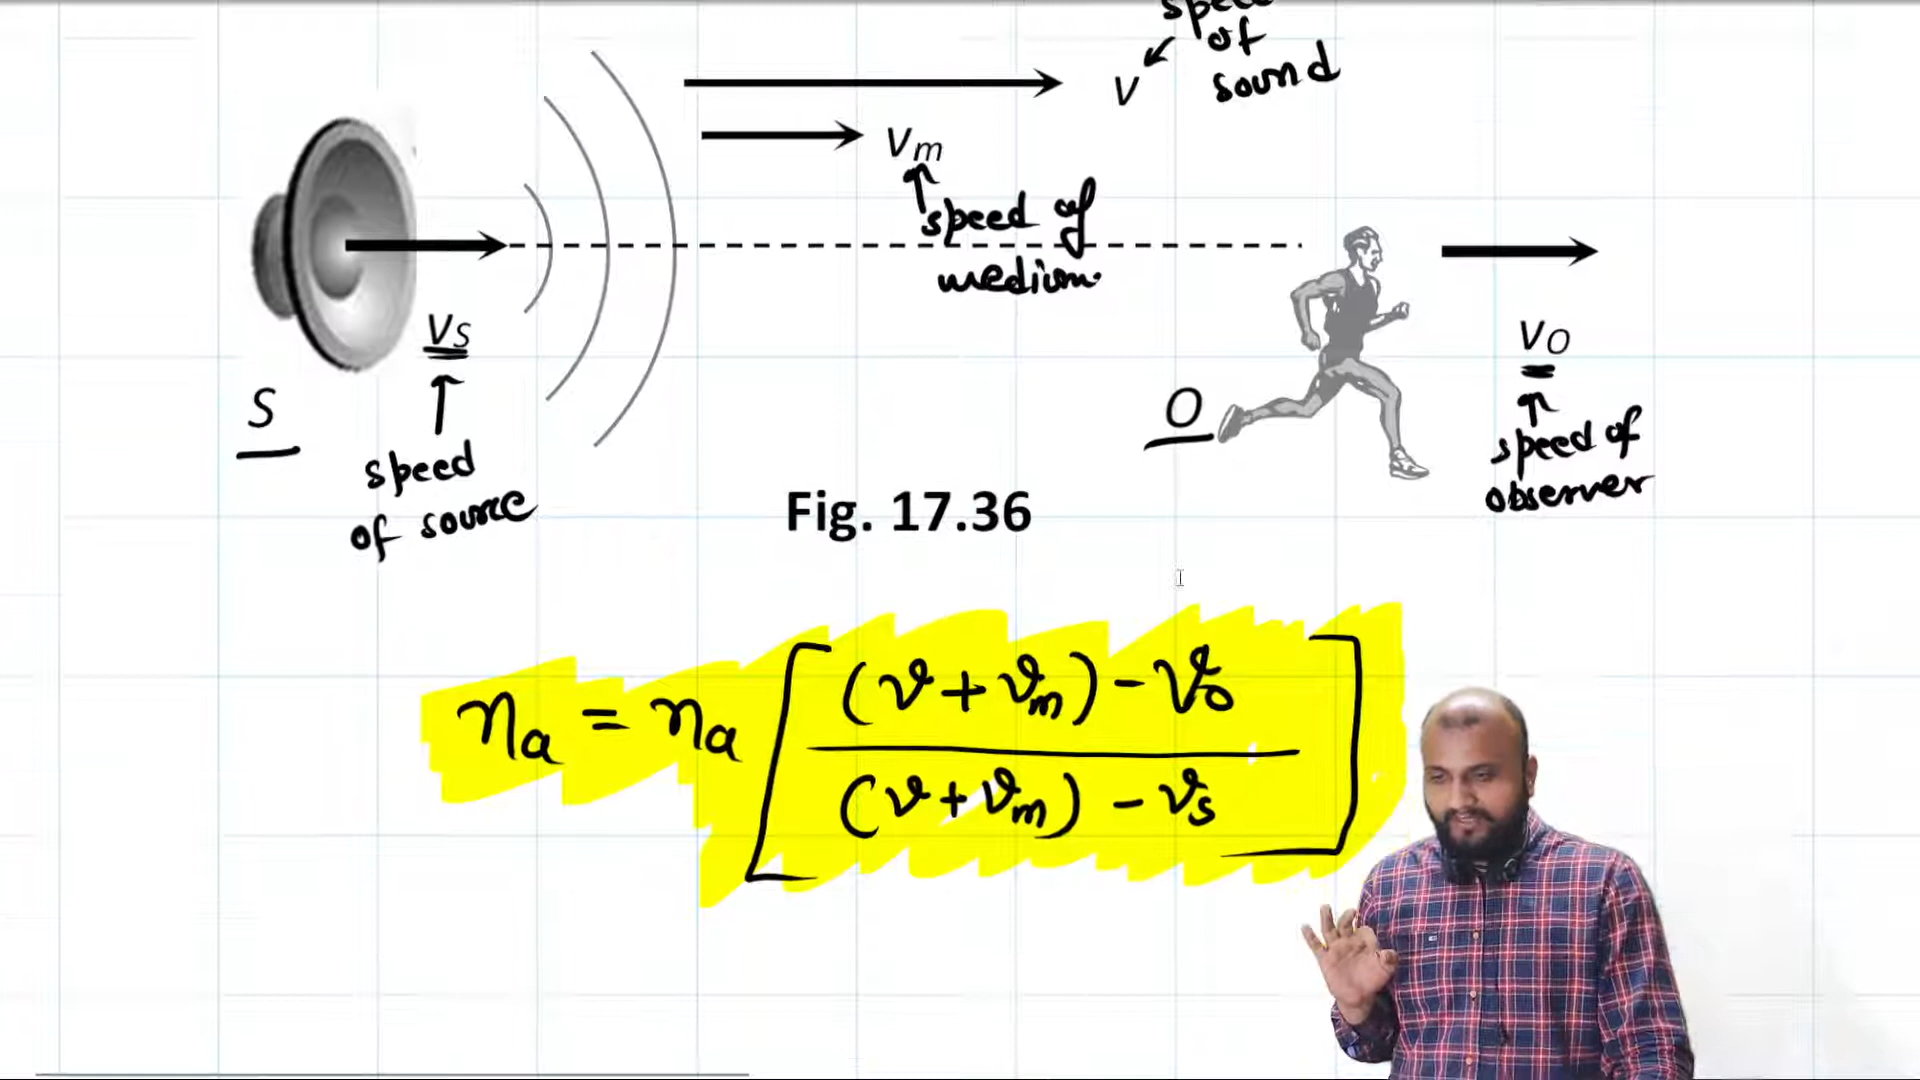 of
sound
v
vm
speed of
medium.
vs
S
speed
of source
O
vO
speed of
observer
Fig. 17.36
na = na [ (v + vm) - vo
(v + vm) - vs ]